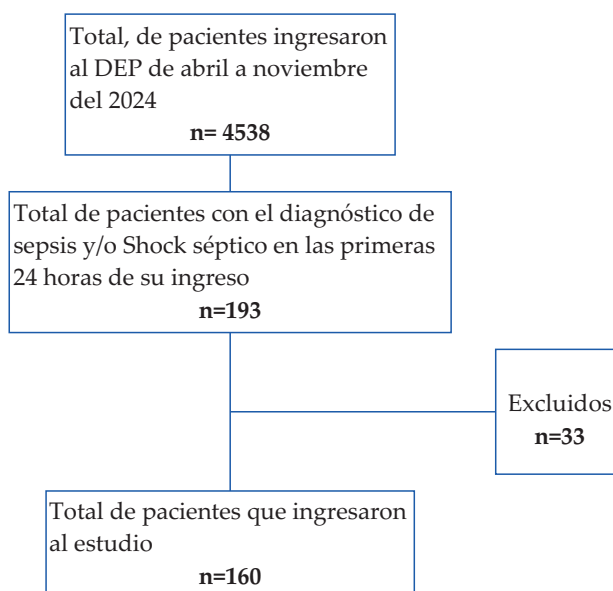 Total, de pacientes ingresaron
al DEP de abril a noviembre
del 2024
n= 4538
Total de pacientes con el diagnóstico de
sepsis y/o Shock séptico en las primeras
24 horas de su ingreso
n=193
Excluidos
n=33
Total de pacientes que ingresaron
al estudio
n=160